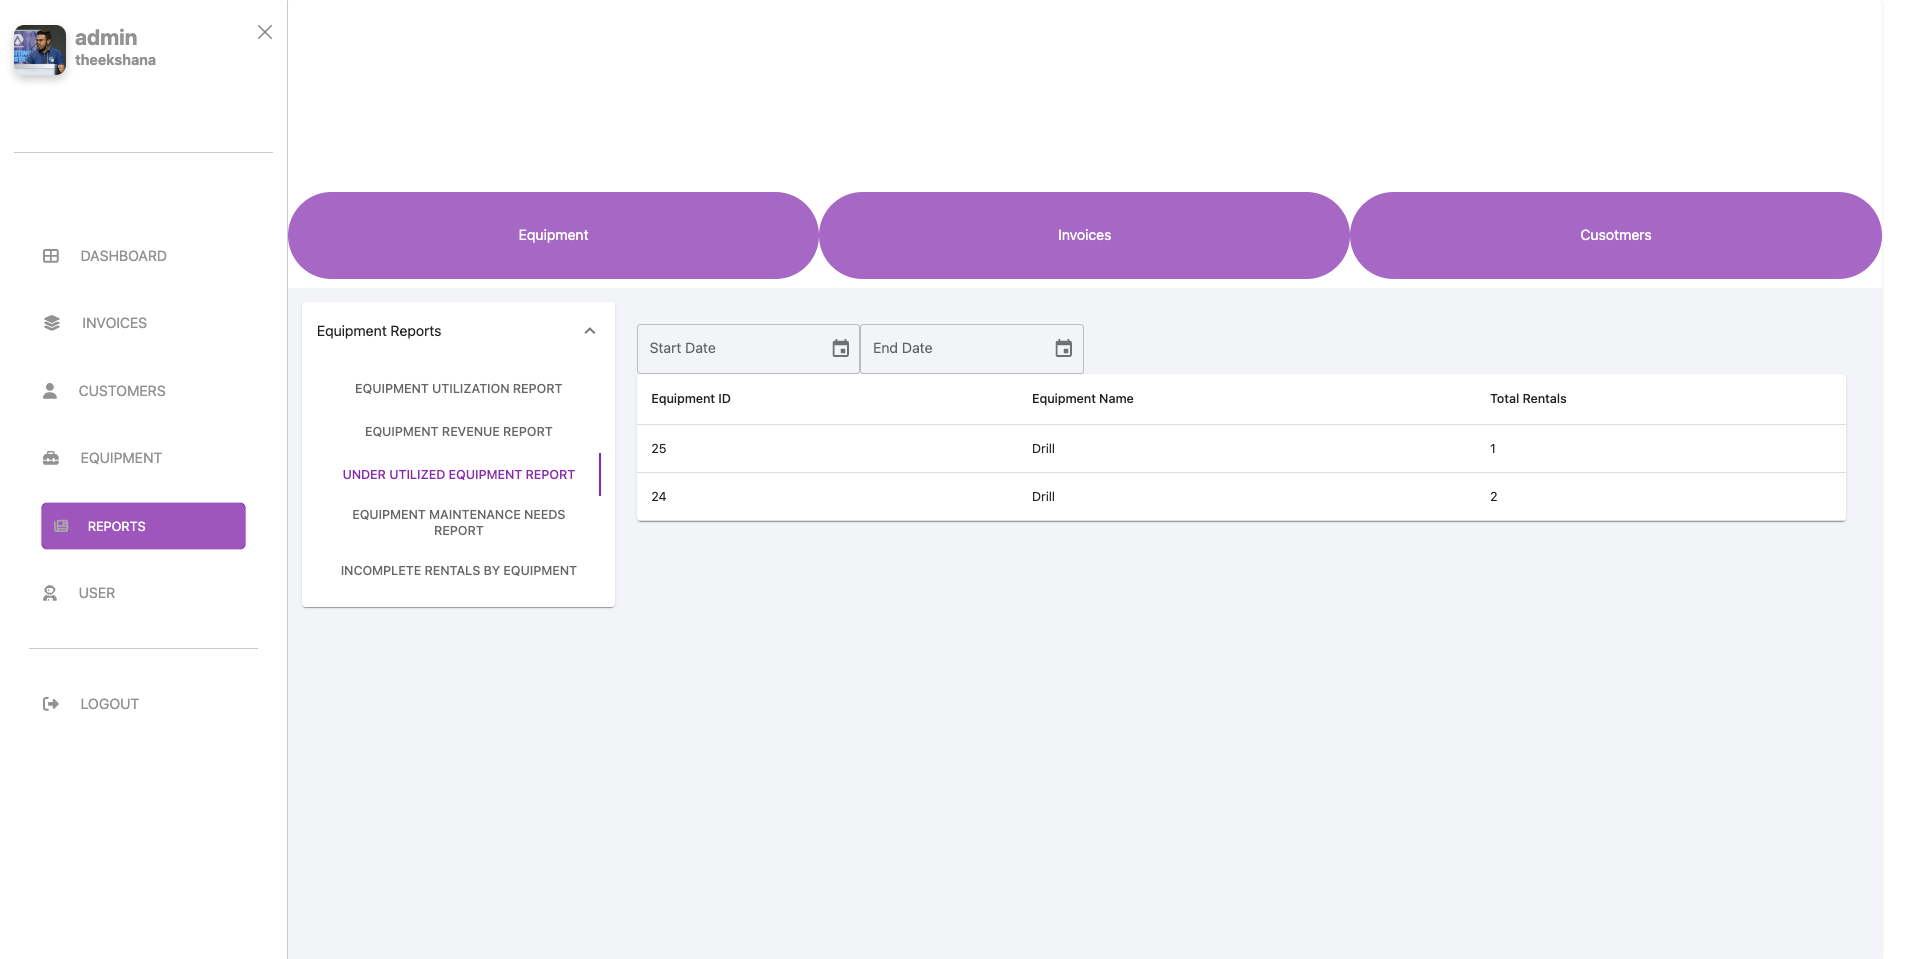 admin
theekshana
DASHBOARD
INVOICES
CUSTOMERS
EQUIPMENT
REPORTS
USER
LOGOUT
Equipment
Invoices
Cusotmers
Equipment Reports
EQUIPMENT UTILIZATION REPORT
EQUIPMENT REVENUE REPORT
UNDER UTILIZED EQUIPMENT REPORT
EQUIPMENT MAINTENANCE NEEDS
REPORT
INCOMPLETE RENTALS BY EQUIPMENT
Start Date End Date
Equipment ID Equipment Name Total Rentals
25 Drill 1
24 Drill 2